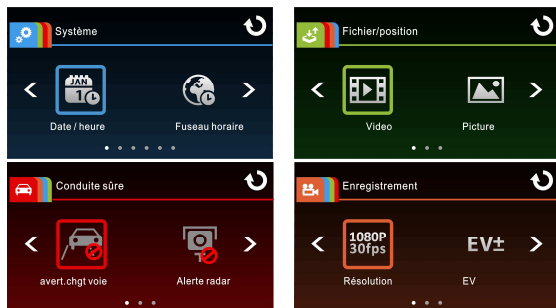 Système
JAN
1
Date / heure
Fuseau horaire
Fichier/position
Video
Picture
Conduite sûre
avert.chgt voie
Alerte radar
Enregistrement
1080P
30fps
EV±
Résolution
EV